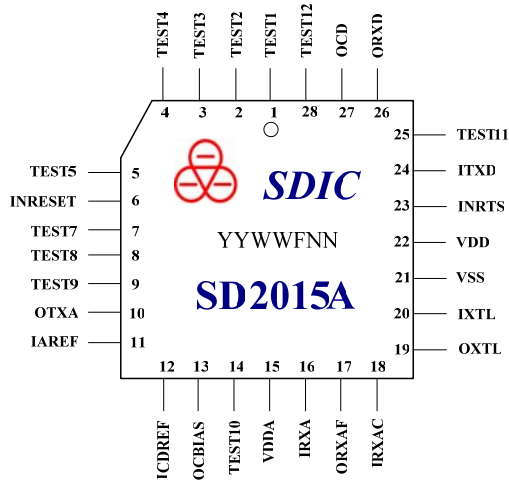 TEST4 TEST3 TEST2 TEST1 TEST12 OCD ORXD
4 3 2 1 28 27 26
25 TEST11
TEST5 5 24 ITXD
INRESET 6 SDIC 23 INRTS
TEST7 7 YYWWFNN 22 VDD
TEST8 8
TEST9 9 SD2015A 21 VSS
OTXA 10 20 IXTL
IAREF 11 19 OXTL
12 13 14 15 16 17 18
ICDREF OCBIAS TEST10 VDDA IRXA ORXAF IRXAC